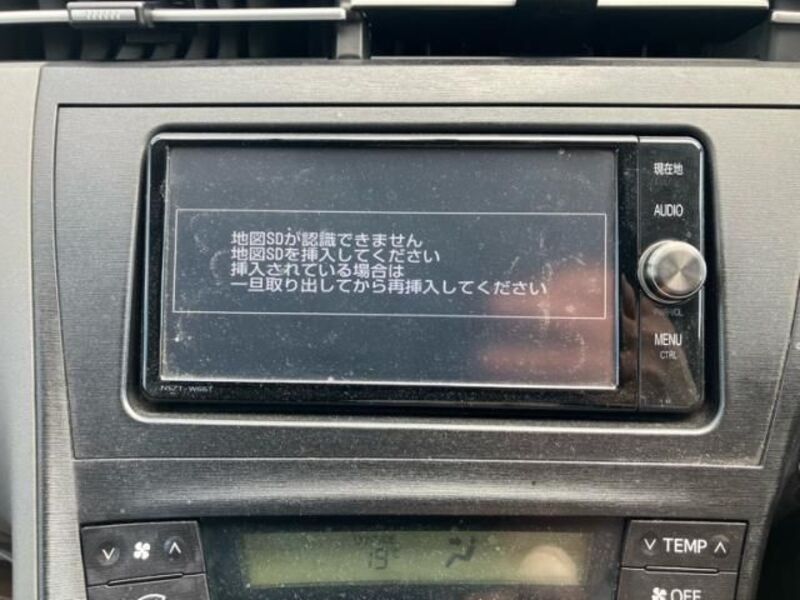 地図SDが認識できません
地図SDを挿入してください
挿入されている場合は
一旦取り出してから再挿入してください
現在地
AUDIO
PWR/VOL
MENU
CTRL
NSZT-W66T
19
TEMP
OFF